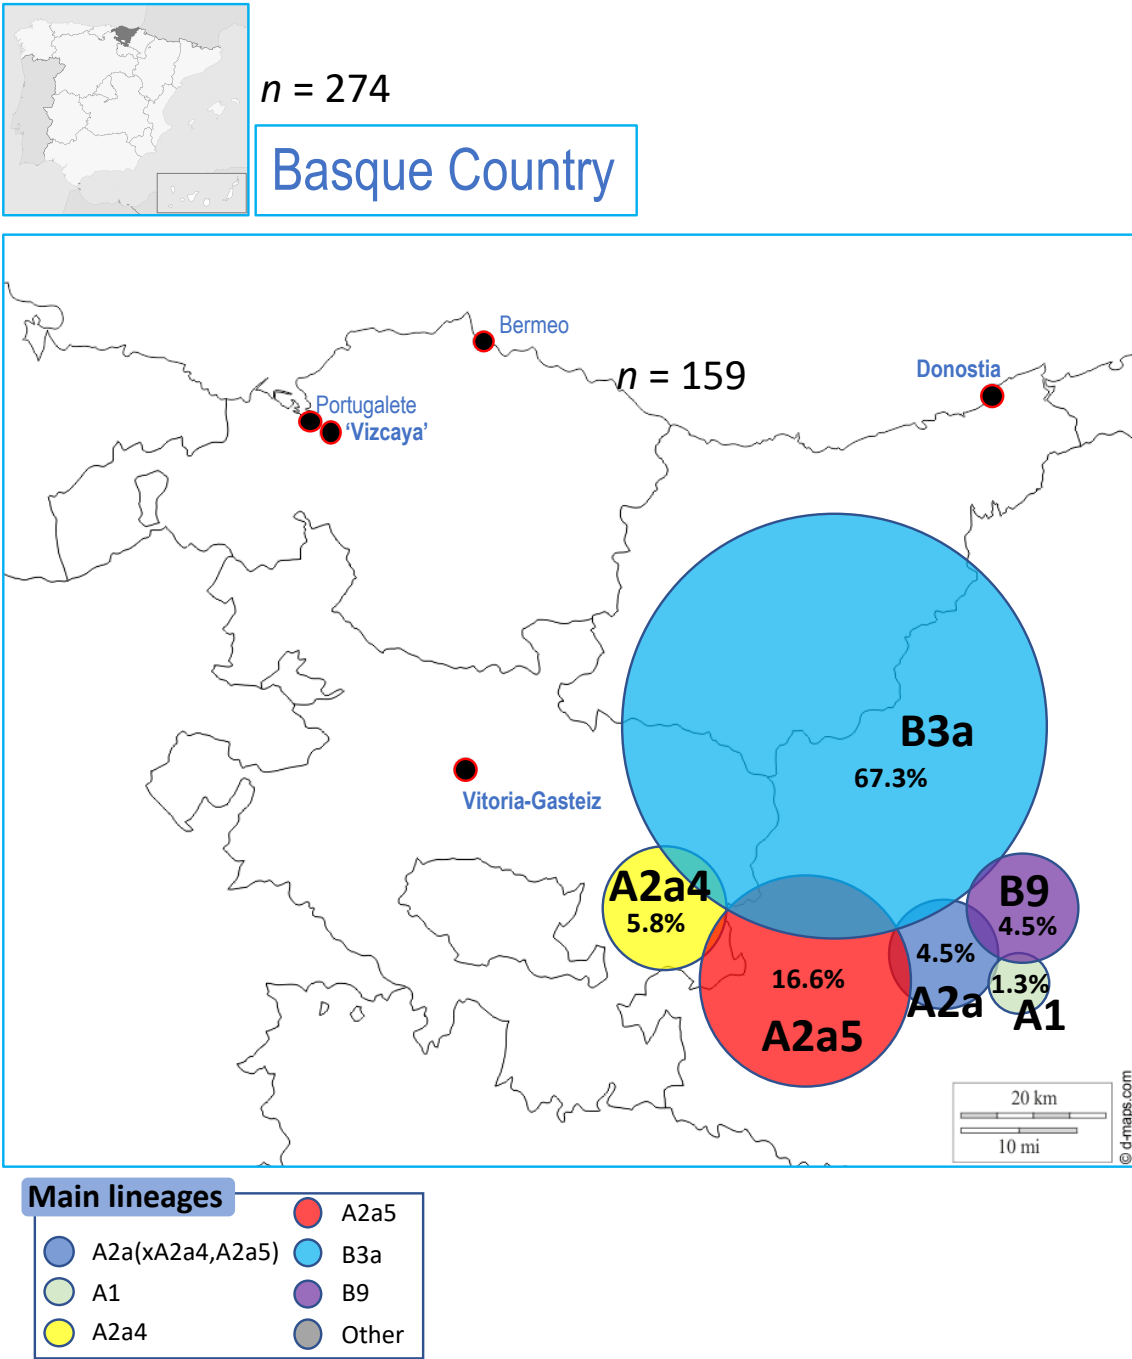 n = 274
Basque Country
Bermeo
n = 159
Donostia
Portugalete
‘Vizcaya’
B3a
67.3%
Vitoria-Gasteiz
A2a4
5.8%
B9
4.5%
4.5%
A2a
16.6%
A2a5
1.3%
A1
20 km
10 mi
© d-maps.com
Main lineages
A2a(xA2a4,A2a5)
A1
A2a4
A2a5
B3a
B9
Other